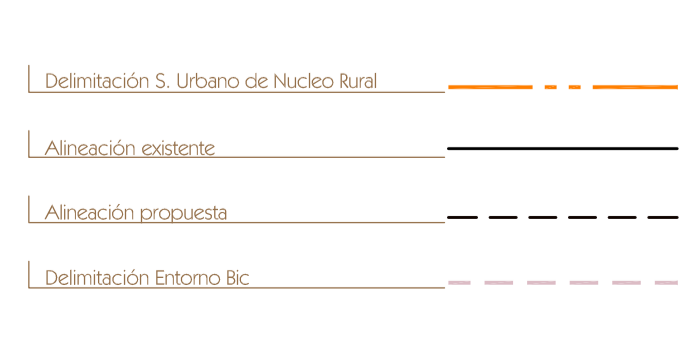 Delimitación S. Urbano de Nucleo Rural
Alineación existente
Alineación propuesta
Delimitación Entorno Bic